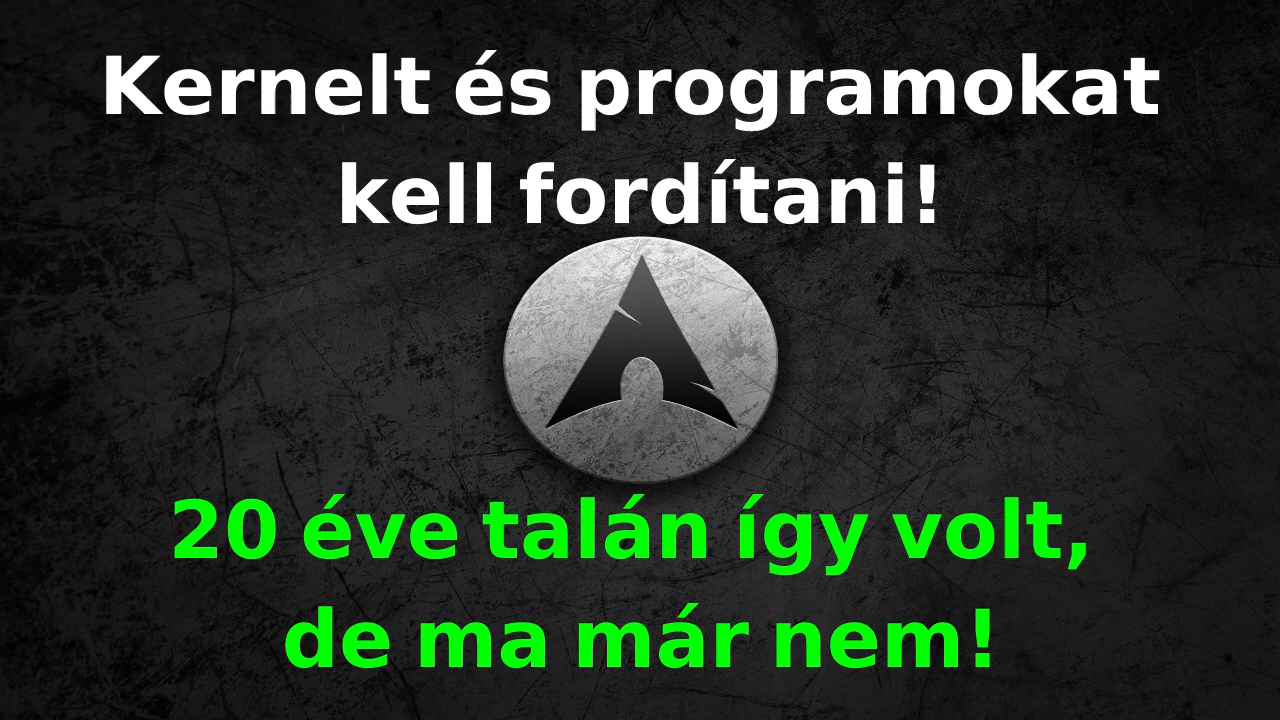 Kernelt és programokat
kell fordítani!
20 éve talán így volt,
de ma már nem!